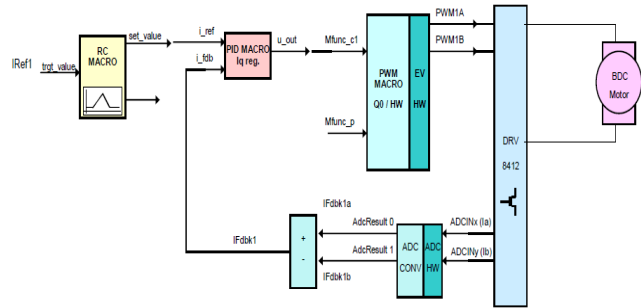 IRef1
trgt_value
RC
MACRO
set_value
i_ref
i_fdb
PID MACRO
Iq reg.
u_out
Mfunc_c1
Mfunc_p
PWM
MACRO
Q0 / HW
EV
HW
PWM1A
PWM1B
DRV
8412
BDC
Motor
IFdbk1
+
-
IFdbk1a
AdcResult 0
AdcResult 1
IFdbk1b
ADC
CONV
ADC
HW
ADCINx (Ia)
ADCINy (Ib)